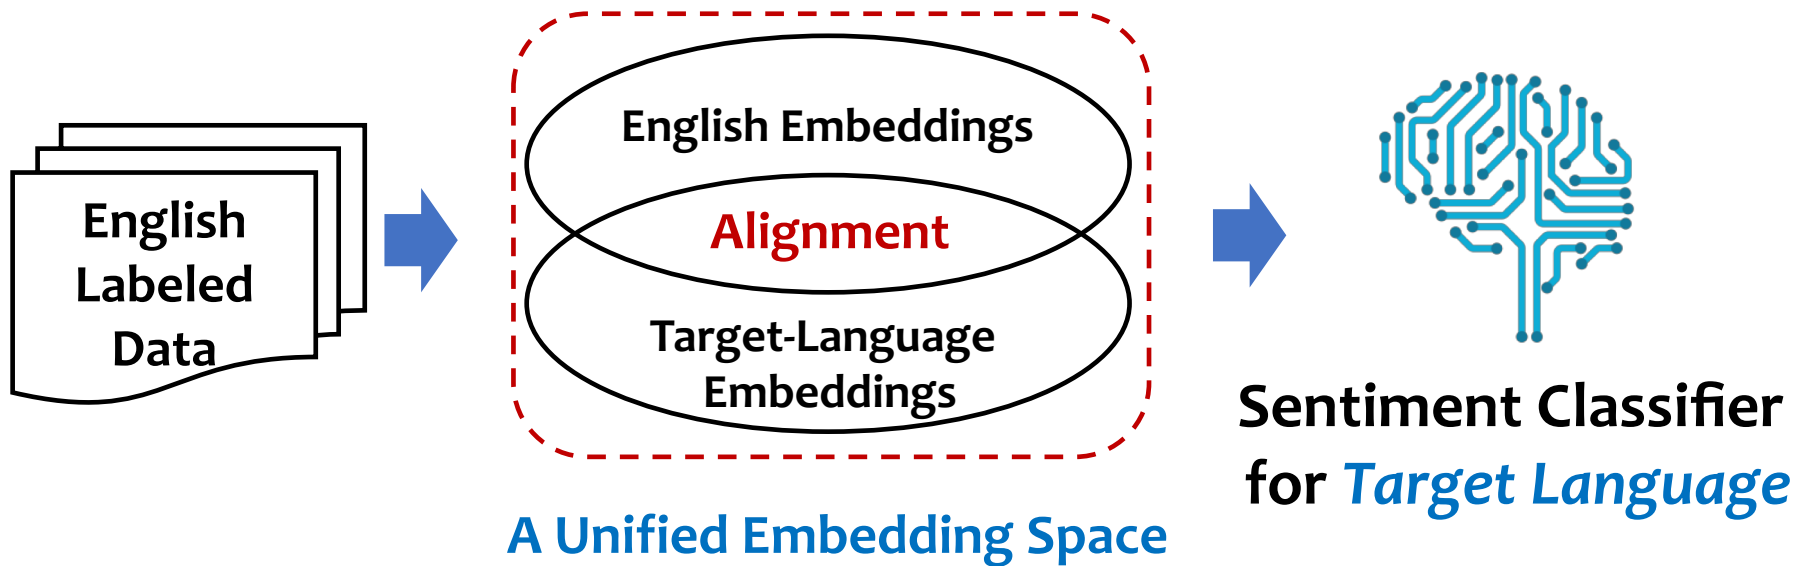 English
Labeled
Data
English Embeddings
Alignment
Target-Language
Embeddings
A Unified Embedding Space
Sentiment Classifier
for Target Language